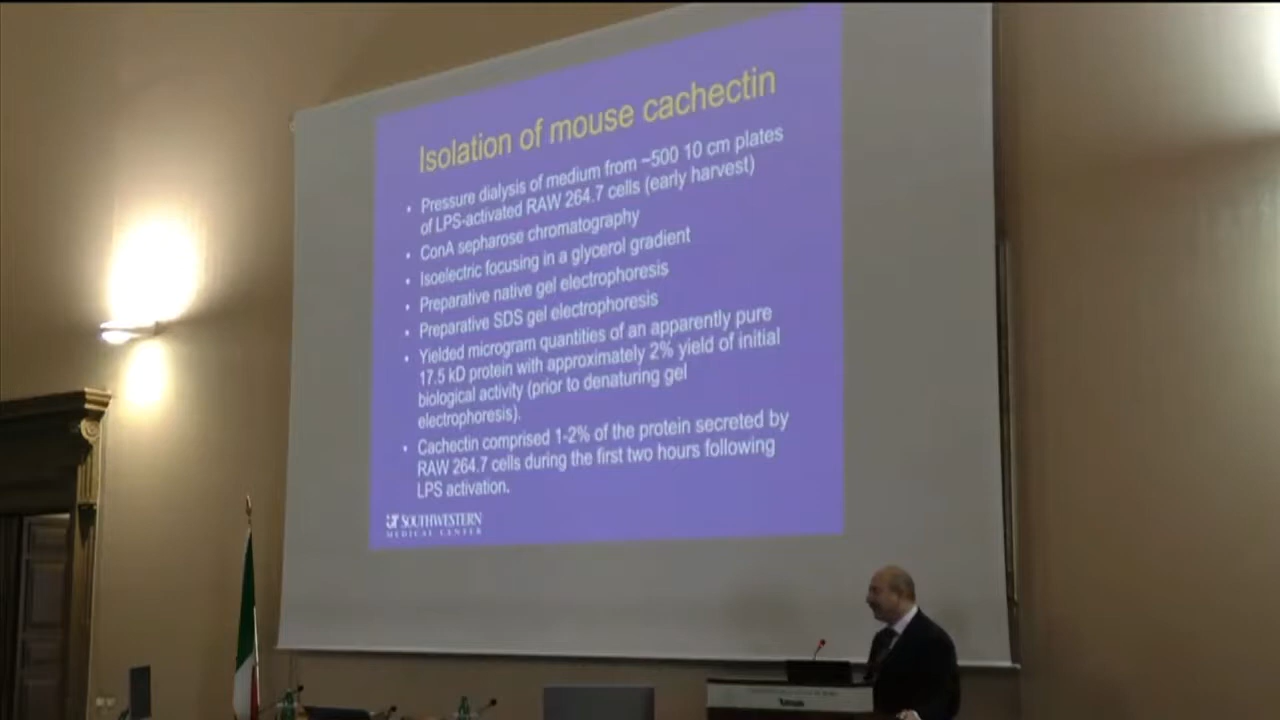 Isolation of mouse cachectin
• Pressure dialysis of medium from ~500 10 cm plates
of LPS-activated RAW 264.7 cells (early harvest)
• ConA sepharose chromatography
• Isoelectric focusing in a glycerol gradient
• Preparative native gel electrophoresis
• Preparative SDS gel electrophoresis
• Yielded microgram quantities of an apparently pure
17.5 kD protein with approximately 2% yield of initial
biological activity (prior to denaturing gel
electrophoresis).
• Cachectin comprised 1-2% of the protein secreted by
RAW 264.7 cells during the first two hours following
LPS activation.
UT SOUTHWESTERN
MEDICAL CENTER